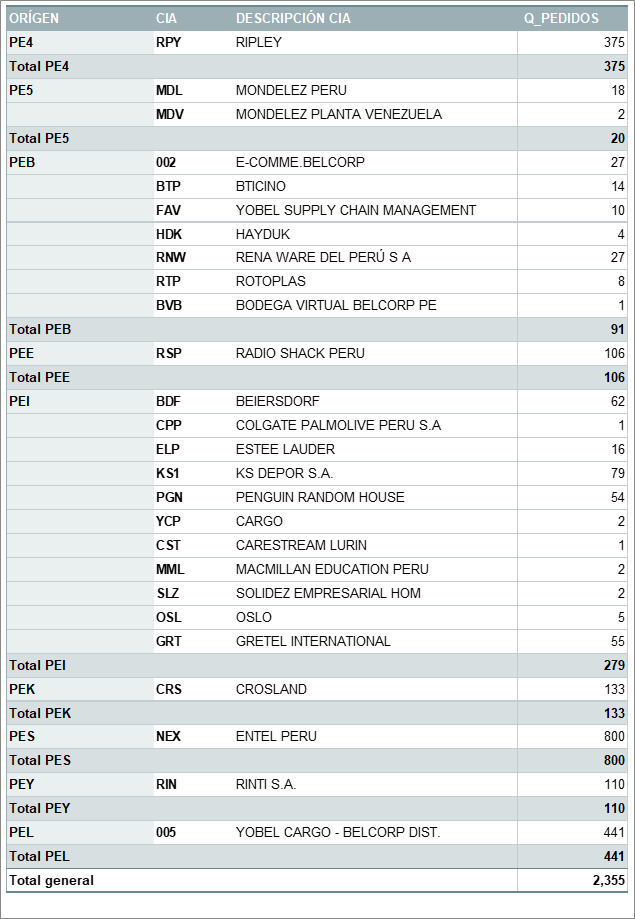 ORÍGEN CIA DESCRIPCIÓN CIA Q_PEDIDOS
PE4 RPY RIPLEY 375
Total PE4 375
PE5 MDL MONDELEZ PERU 18
MDV MONDELEZ PLANTA VENEZUELA 2
Total PE5 20
PEB 002 E-COMME.BELCORP 27
BTP BTICINO 14
FAV YOBEL SUPPLY CHAIN MANAGEMENT 10
HDK HAYDUK 4
RNW RENA WARE DEL PERÚ S A 27
RTP ROTOPLAS 8
BVB BODEGA VIRTUAL BELCORP PE 1
Total PEB 91
PEE RSP RADIO SHACK PERU 106
Total PEE 106
PEI BDF BEIERSDORF 62
CPP COLGATE PALMOLIVE PERU S.A 1
ELP ESTEE LAUDER 16
KS1 KS DEPOR S.A. 79
PGN PENGUIN RANDOM HOUSE 54
YCP CARGO 2
CST CARESTREAM LURIN 1
MML MACMILLAN EDUCATION PERU 2
SLZ SOLIDEZ EMPRESARIAL HOM 2
OSL OSLO 5
GRT GRETEL INTERNATIONAL 55
Total PEI 279
PEK CRS CROSLAND 133
Total PEK 133
PES NEX ENTEL PERU 800
Total PES 800
PEY RIN RINTI S.A. 110
Total PEY 110
PEL 005 YOBEL CARGO - BELCORP DIST. 441
Total PEL 441
Total general 2,355